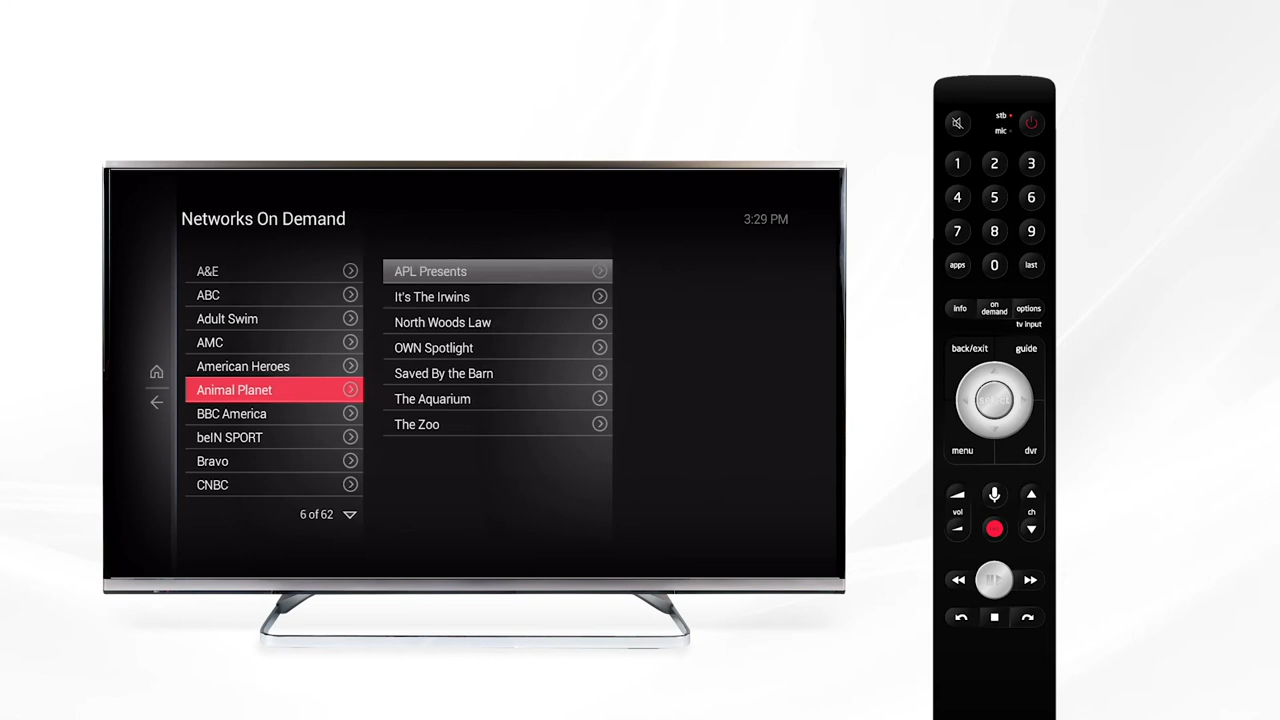 Networks On Demand
3:29 PM
A&E
ABC
Adult Swim
AMC
American Heroes
Animal Planet
BBC America
beIN SPORT
Bravo
CNBC
6 of 62
APL Presents
It's The Irwins
North Woods Law
OWN Spotlight
Saved By the Barn
The Aquarium
The Zoo
stb
mic
1 2 3
4 5 6
7 8 9
apps 0 last
info on demand options
tv input
back/exit guide
select
menu dvr
vol ch